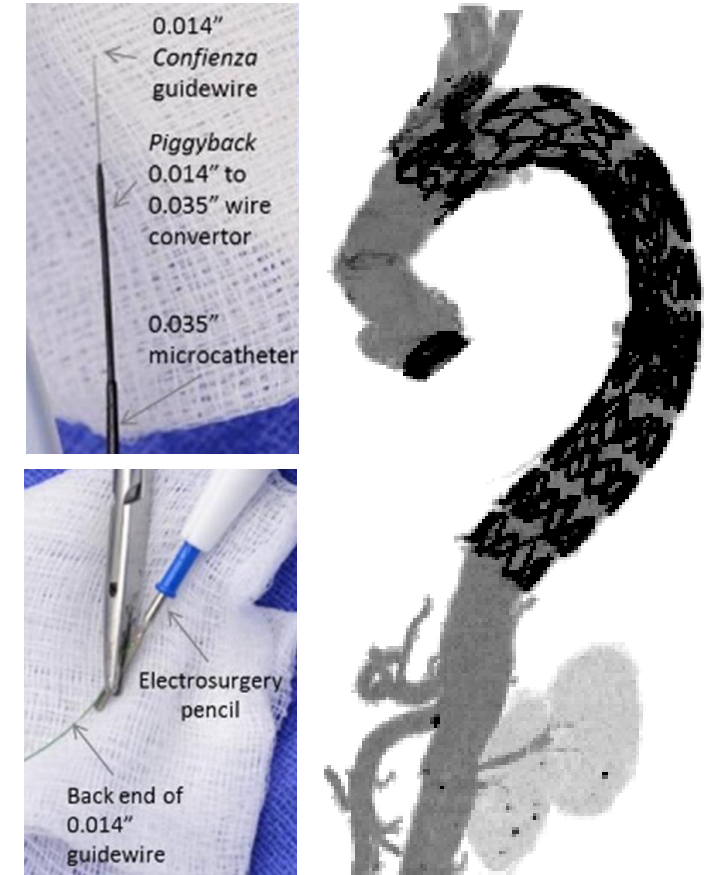 0.014”
Confienza
guidewire
Piggyback
0.014” to
0.035” wire
convertor
0.035”
microcatheter
Electrosurgery
pencil
Back end of
0.014”
guidewire